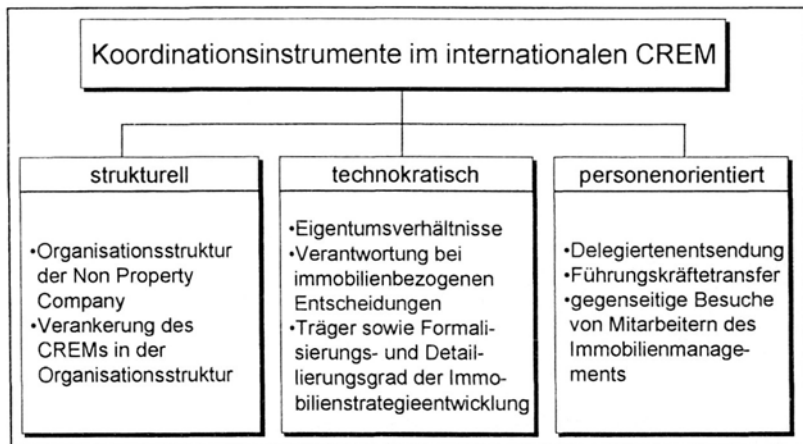 Koordinationsinstrumente im internationalen CREM
strukturell
•Organisationsstruktur
der Non Property
Company
•Verankerung des
CREMs in der
Organisationsstruktur
technokratisch
•Eigentumsverhältnisse
•Verantwortung bei
immobilienbezogenen
Entscheidungen
•Träger sowie Formali-
sierungs- und Detail-
lierungsgrad der Immo-
bilienstrategieentwicklung
personenorientiert
•Delegiertenentsendung
•Führungskräftetransfer
•gegenseitige Besuche
von Mitarbeitern des
Immobilienmanage-
ments